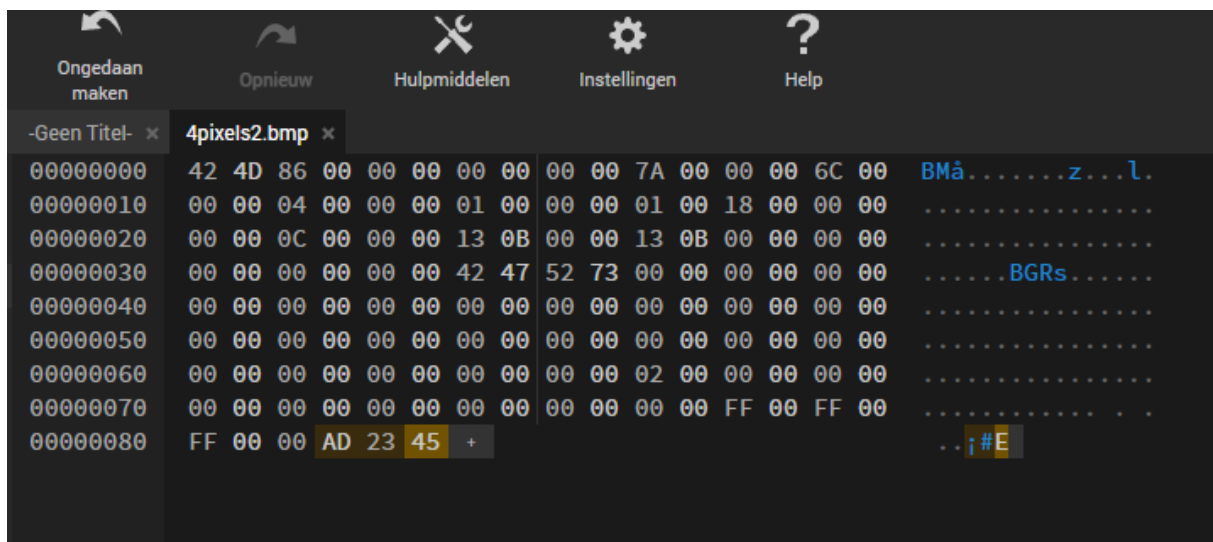 Ongedaan maken
Opnieuw
Hulpmiddelen
Instellingen
Help
-Geen Titel- ×
4pixels2.bmp ×
00000000 42 4D 86 00 00 00 00 00 00 00 7A 00 00 00 6C 00 BMå.......z...l.
00000010 00 00 04 00 00 00 01 00 00 00 01 00 18 00 00 00 ................
00000020 00 00 0C 00 00 00 13 0B 00 00 13 0B 00 00 00 00 ................
00000030 00 00 00 00 00 00 42 47 52 73 00 00 00 00 00 00 ......BGRs......
00000040 00 00 00 00 00 00 00 00 00 00 00 00 00 00 00 00 ................
00000050 00 00 00 00 00 00 00 00 00 00 00 00 00 00 00 00 ................
00000060 00 00 00 00 00 00 00 00 00 00 02 00 00 00 00 00 ................
00000070 00 00 00 00 00 00 00 00 00 00 00 00 FF 00 FF 00 ............ . .
00000080 FF 00 00 AD 23 45 + ..¡#E